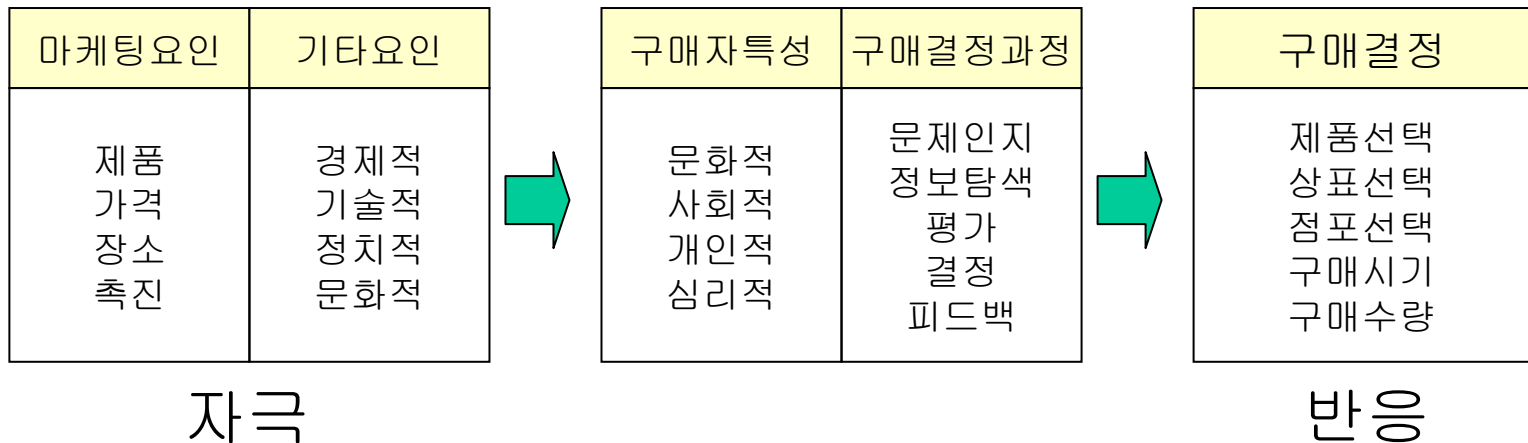 마케팅요인
기타요인
제품
가격
장소
촉진
경제적
기술적
정치적
문화적
자극
구매자특성
구매결정과정
문화적
사회적
개인적
심리적
문제인지
정보탐색
평가
결정
피드백
구매결정
제품선택
상표선택
점포선택
구매시기
구매수량
반응